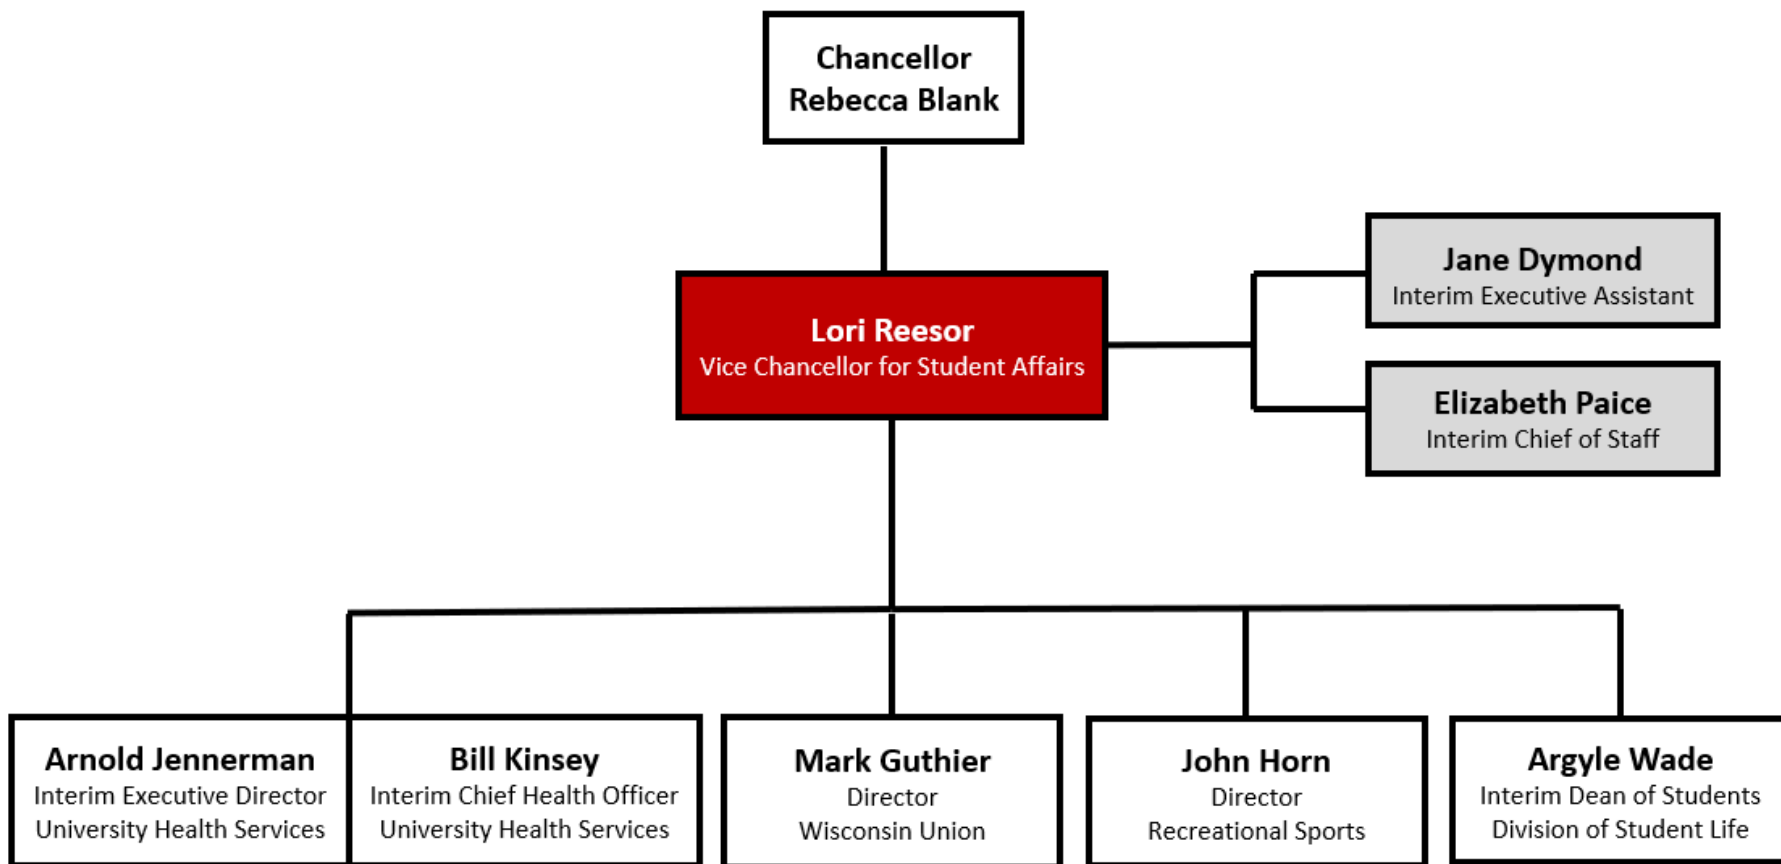 Chancellor
Rebecca Blank
Jane Dymond
Interim Executive Assistant
Lori Reesor
Vice Chancellor for Student Affairs
Elizabeth Paice
Interim Chief of Staff
Arnold Jennerman
Interim Executive Director
University Health Services
Bill Kinsey
Interim Chief Health Officer
University Health Services
Mark Guthier
Director
Wisconsin Union
John Horn
Director
Recreational Sports
Argyle Wade
Interim Dean of Students
Division of Student Life